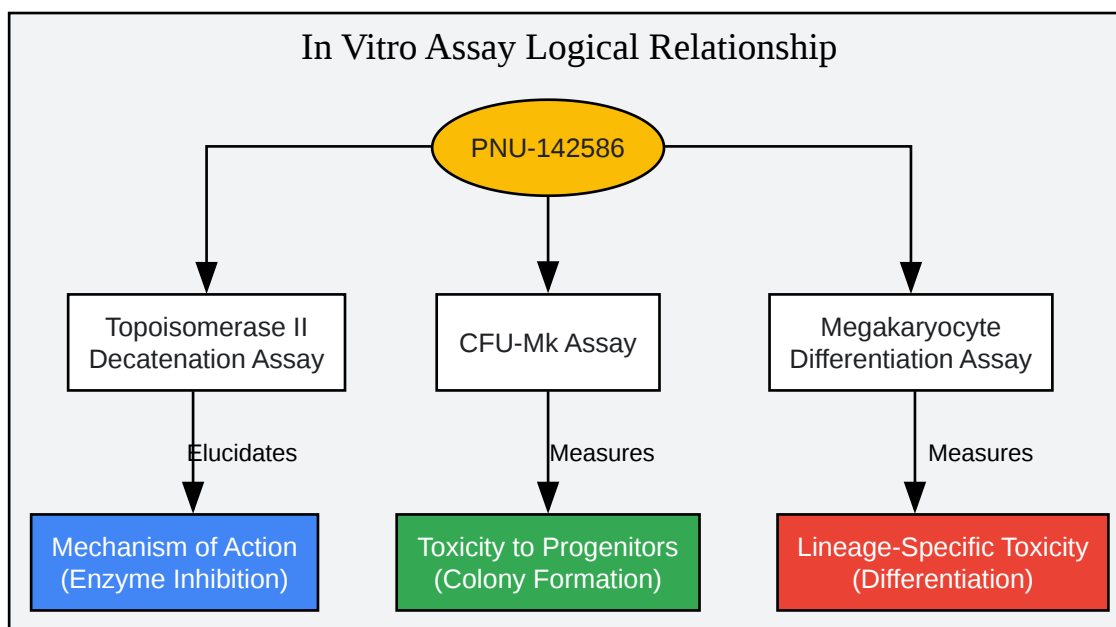 In Vitro Assay Logical Relationship
PNU-142586
Topoisomerase II
Decatenation Assay
CFU-Mk Assay
Megakaryocyte
Differentiation Assay
Elucidates
Measures
Measures
Mechanism of Action
(Enzyme Inhibition)
Toxicity to Progenitors
(Colony Formation)
Lineage-Specific Toxicity
(Differentiation)